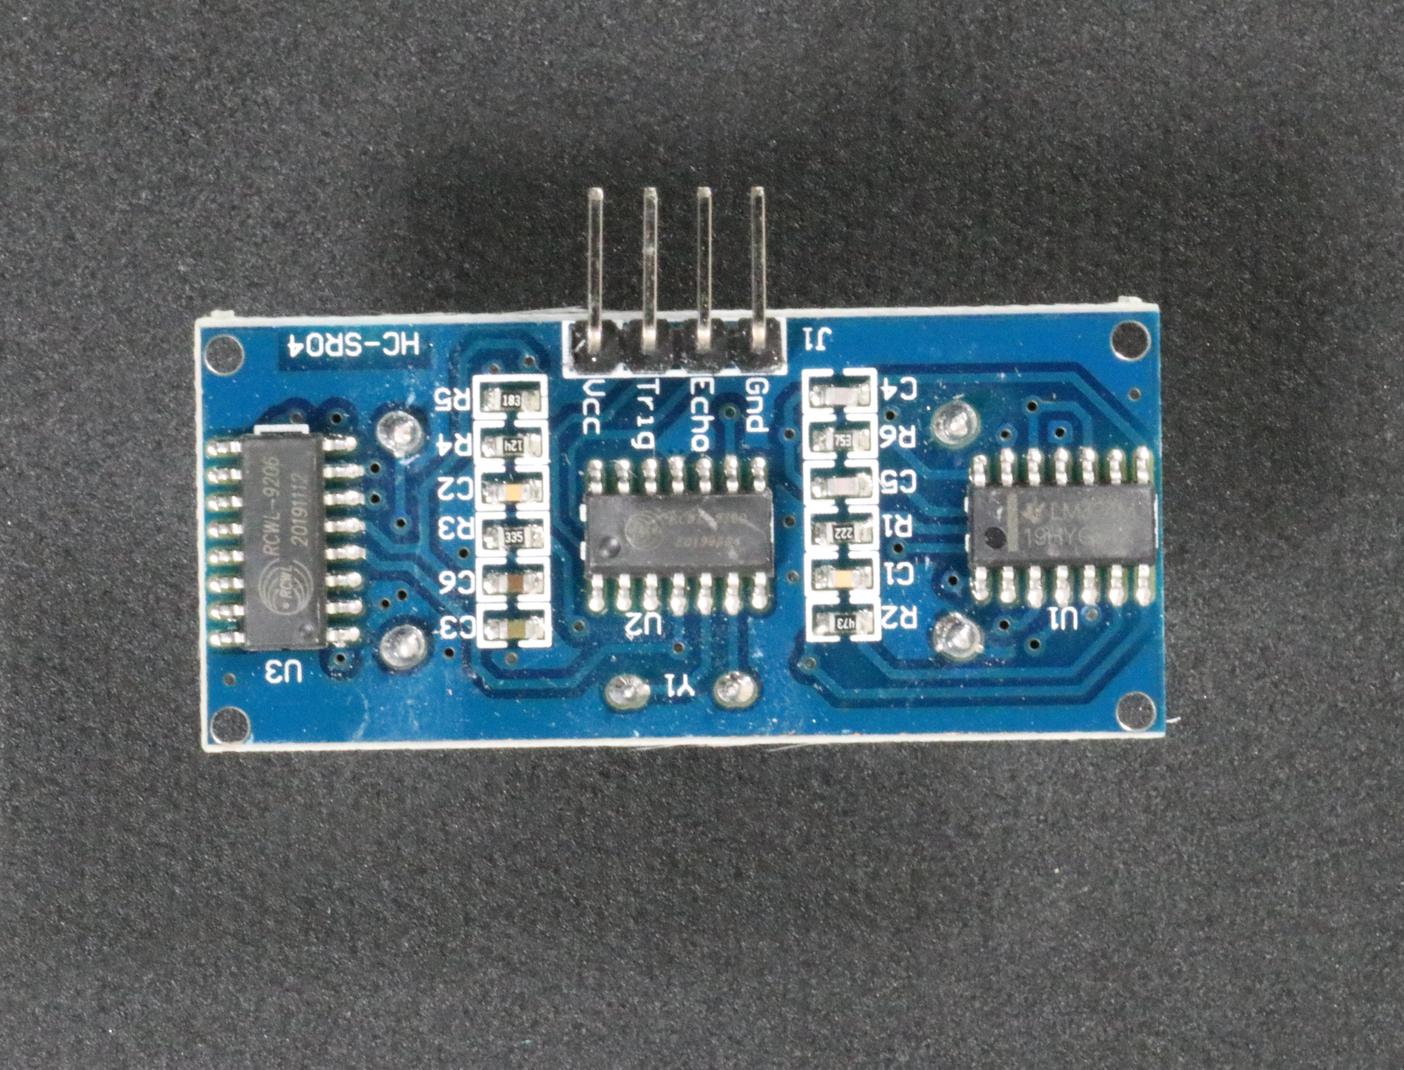 HC-SR04
J1
Vcc
Trig
Echo
Gnd
R5
183
R4
124
C2
R3
335
C6
C3
C4
R6
753
C5
R1
222
C1
R2
473
RCWL-9206
20191112
RCWL
U3
U2
Y1
U1